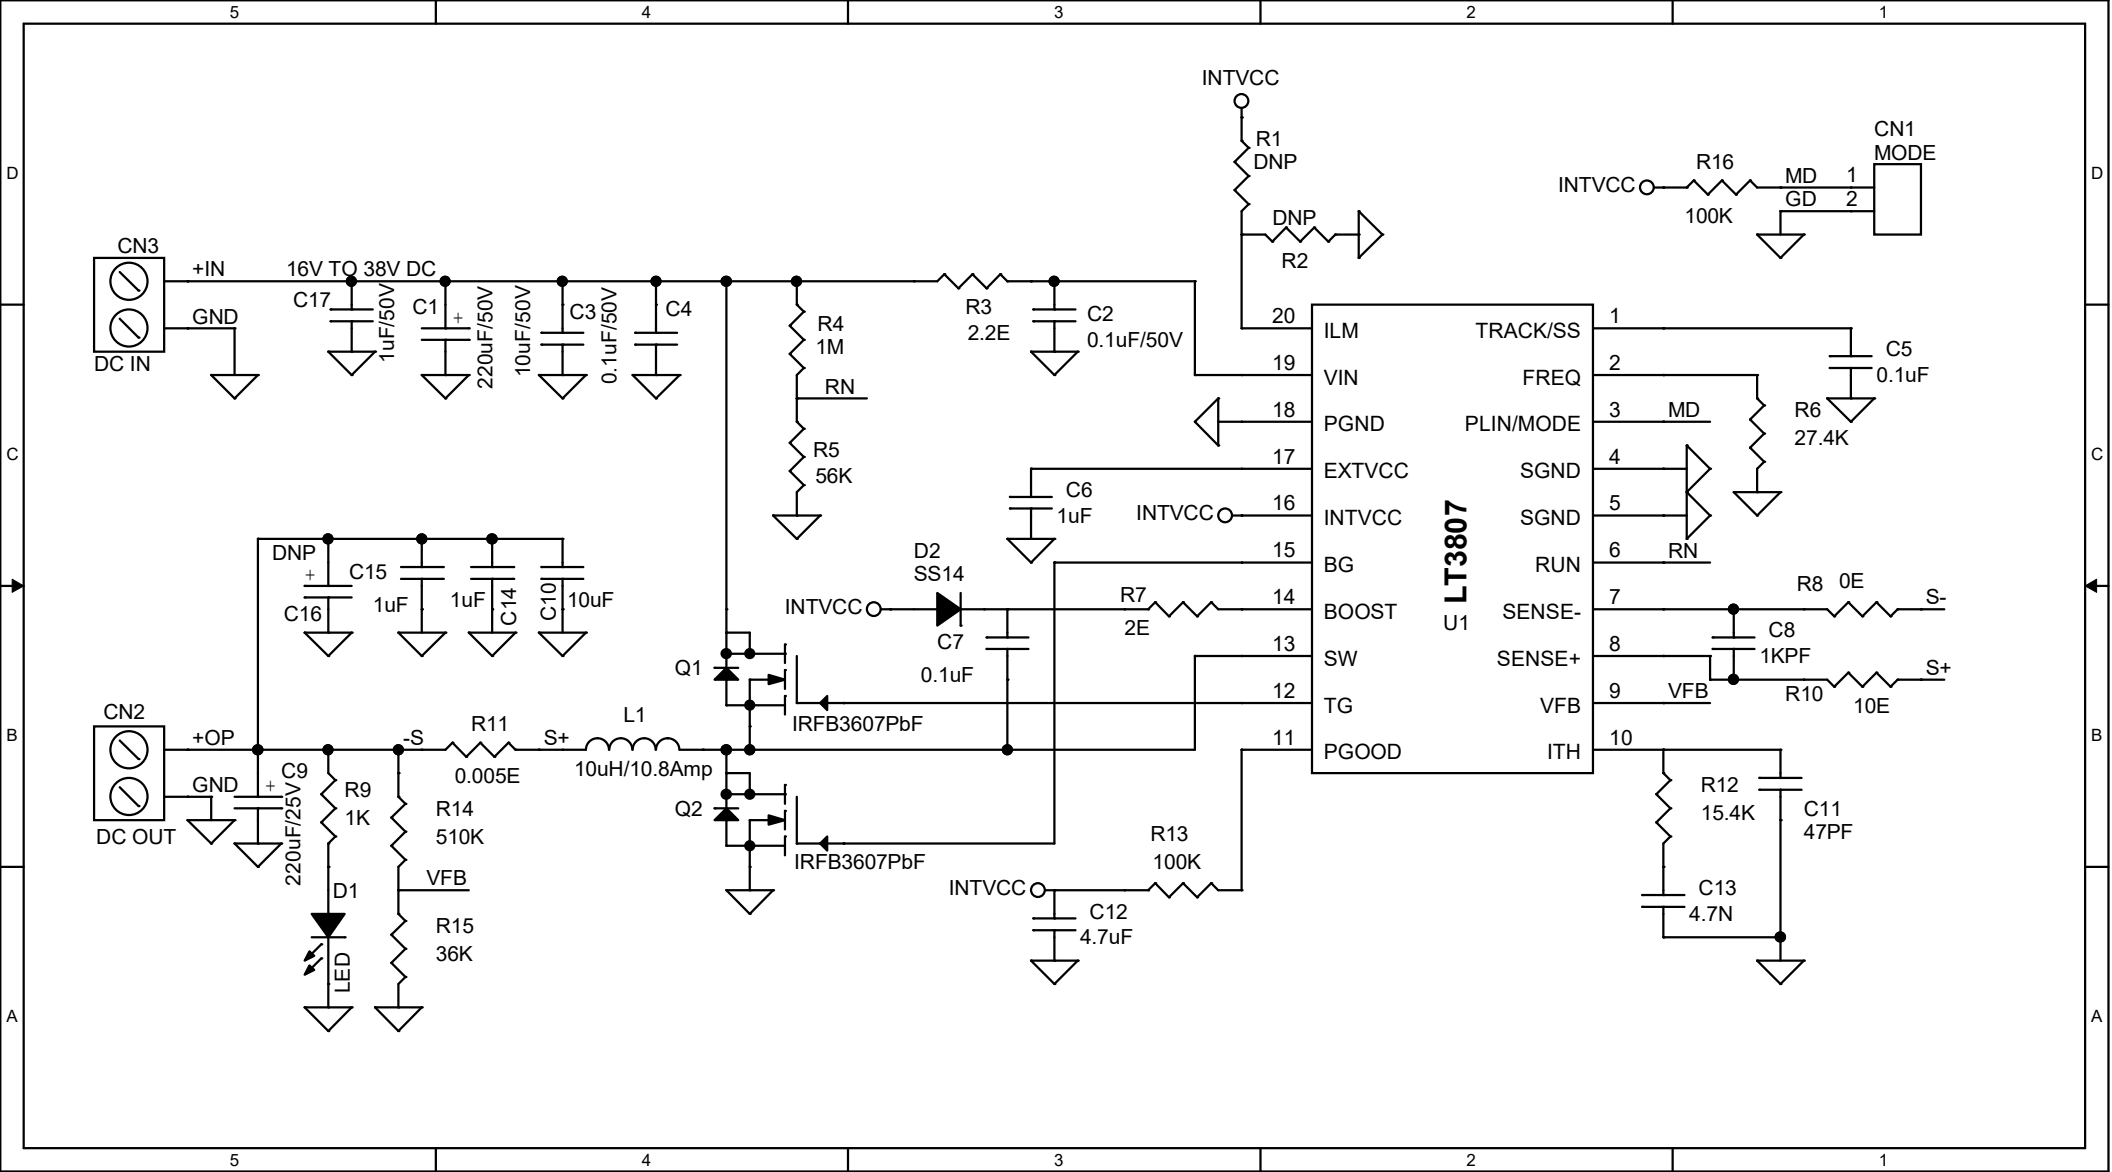 5 4 3 2 1
D
D
C
C
B
B
A
A
INTVCC
R1
DNP
DNP
R2
CN1
MODE
INTVCC
R16
100K
MD 1
GD 2
CN3
+IN
GND
DC IN
16V TO 38V DC
C17
1uF/50V
C1
+
220uF/50V
10uF/50V
C3
0.1uF/50V
C4
R4
1M
RN
R5
56K
R3
2.2E
C2
0.1uF/50V
20 ILM
19 VIN
18 PGND
17 EXTVCC
16 INTVCC
15 BG
14 BOOST
13 SW
12 TG
11 PGOOD
U1
LT3807
TRACK/SS 1
FREQ 2
PLIN/MODE 3 MD
SGND 4
SGND 5
RUN 6 RN
SENSE- 7
SENSE+ 8
VFB 9 VFB
ITH 10
C5
0.1uF
R6
27.4K
R8 0E
S-
C8
1KPF
S+
R10
10E
R12
15.4K
C11
47PF
C13
4.7N
C6
1uF
INTVCC
D2
SS14
INTVCC
C7
0.1uF
R7
2E
DNP
+
C16
C15
1uF
1uF
C14
C10
10uF
Q1
IRFB3607PbF
Q2
IRFB3607PbF
CN2
+OP
GND
DC OUT
C9
+
220uF/25V
R9
1K
D1
LED
-S
R11
0.005E
S+
L1
10uH/10.8Amp
R14
510K
VFB
R15
36K
R13
100K
INTVCC
C12
4.7uF
5 4 3 2 1